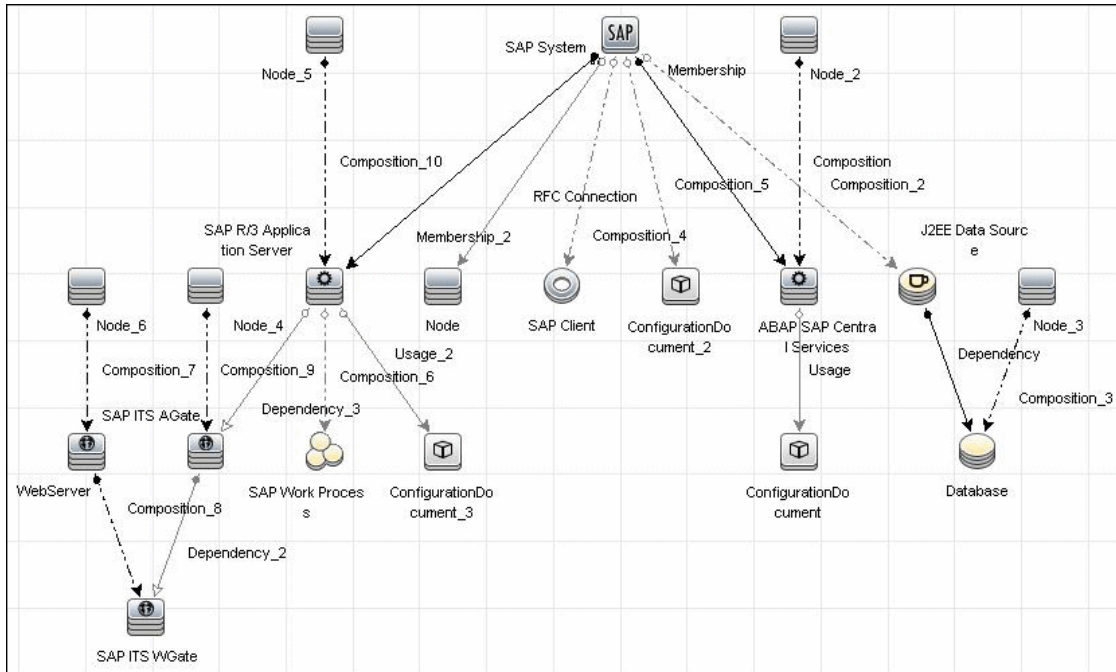 SAP
SAP System
Membership
Node_5
Node_2
Composition_10
Composition
Composition_5
Composition_2
RFC Connection
SAP R/3 Applica
tion Server
Membership_2
Composition_4
J2EE Data Sourc
e
Node_6
Node_4
Node
SAP Client
ConfigurationDo
cument_2
ABAP SAP Centra
l Services
Node_3
Usage_2
Usage
Dependency
Composition_7
Composition_9
Composition_6
Composition_3
SAP ITS AGate
Dependency_3
WebServer
SAP Work Proces
s
ConfigurationDo
cument_3
ConfigurationDo
cument
Database
Composition_8
Dependency_2
SAP ITS WGate